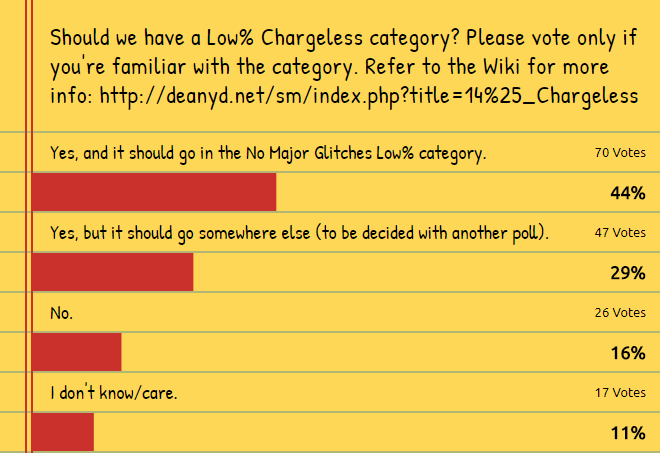 Should we have a Low% Chargeless category? Please vote only if
you're familiar with the category. Refer to the Wiki for more
info: http://deanyd.net/sm/index.php?title=14%25_Chargeless
Yes, and it should go in the No Major Glitches Low% category.
70 Votes
44%
Yes, but it should go somewhere else (to be decided with another poll).
47 Votes
29%
No.
26 Votes
16%
I don't know/care.
17 Votes
11%